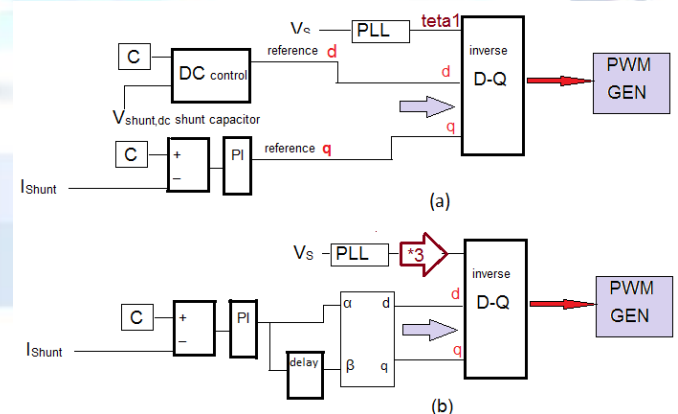 Vs PLL teta1
C
DC control
reference d
Vshunt,dc shunt capacitor
d
q
inverse
D-Q
PWM
GEN
C
+
−
PI
reference q
IShunt
(a)
Vs PLL *3
inverse
D-Q
PWM
GEN
C
+
−
PI
α d
delay
β q
d
q
IShunt
(b)